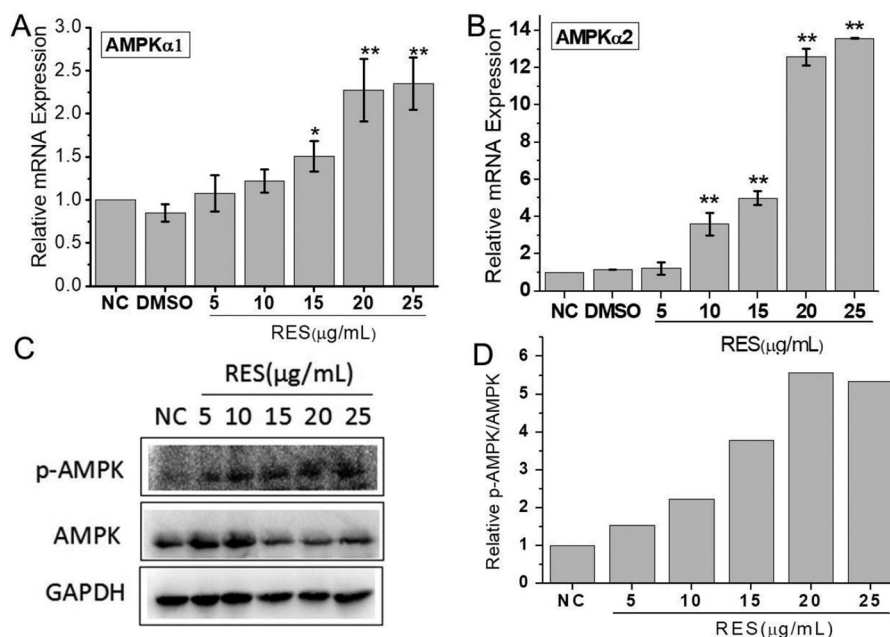 A
AMPKα1
Relative mRNA Expression
3.0
2.5
2.0
1.5
1.0
0.5
0.0
*
**
**
NC DMSO 5 10 15 20 25
RES(μg/mL)
B
AMPKα2
Relative mRNA Expression
14
12
10
8
6
4
2
0
**
**
**
**
NC DMSO 5 10 15 20 25
RES(μg/mL)
C
RES(μg/mL)
NC 5 10 15 20 25
p-AMPK
AMPK
GAPDH
D
Relative p-AMPK/AMPK
6
5
4
3
2
1
0
NC 5 10 15 20 25
RES(μg/mL)